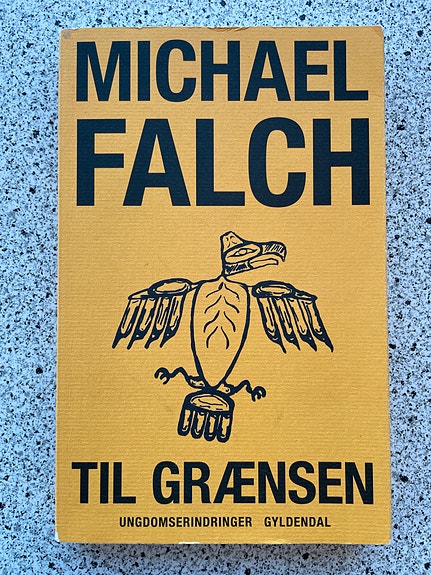 MICHAEL
FALCH
TIL GRÆNSEN
UNGDOMSERINDRINGER GYLDENDAL